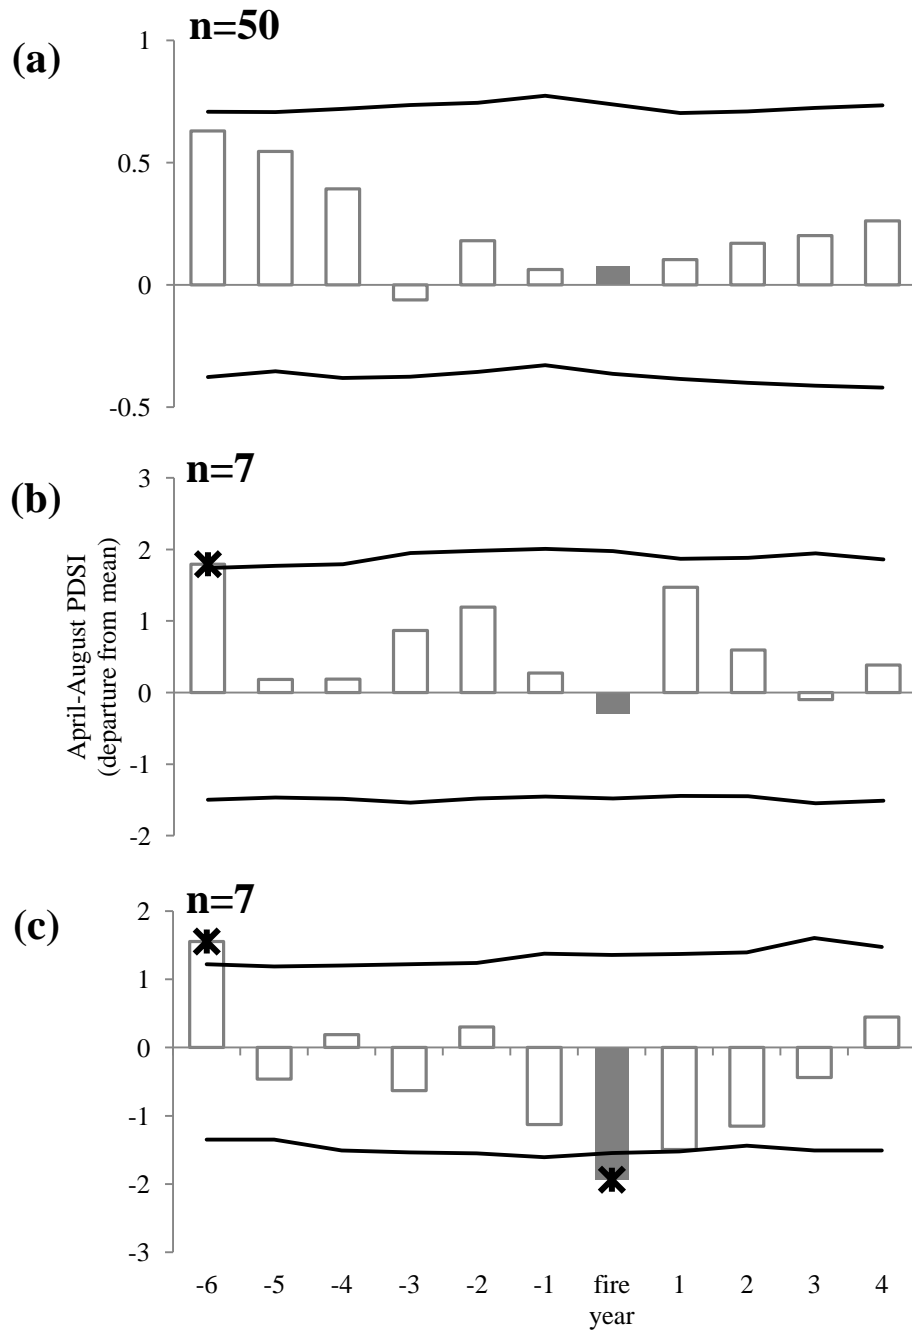 (a)
n=50
1
0.5
0
-0.5
(b)
n=7
3
2
1
0
-1
-2
April-August PDSI
(departure from mean)
(c)
n=7
2
1
0
-1
-2
-3
-6 -5 -4 -3 -2 -1 fire 1 2 3 4
year